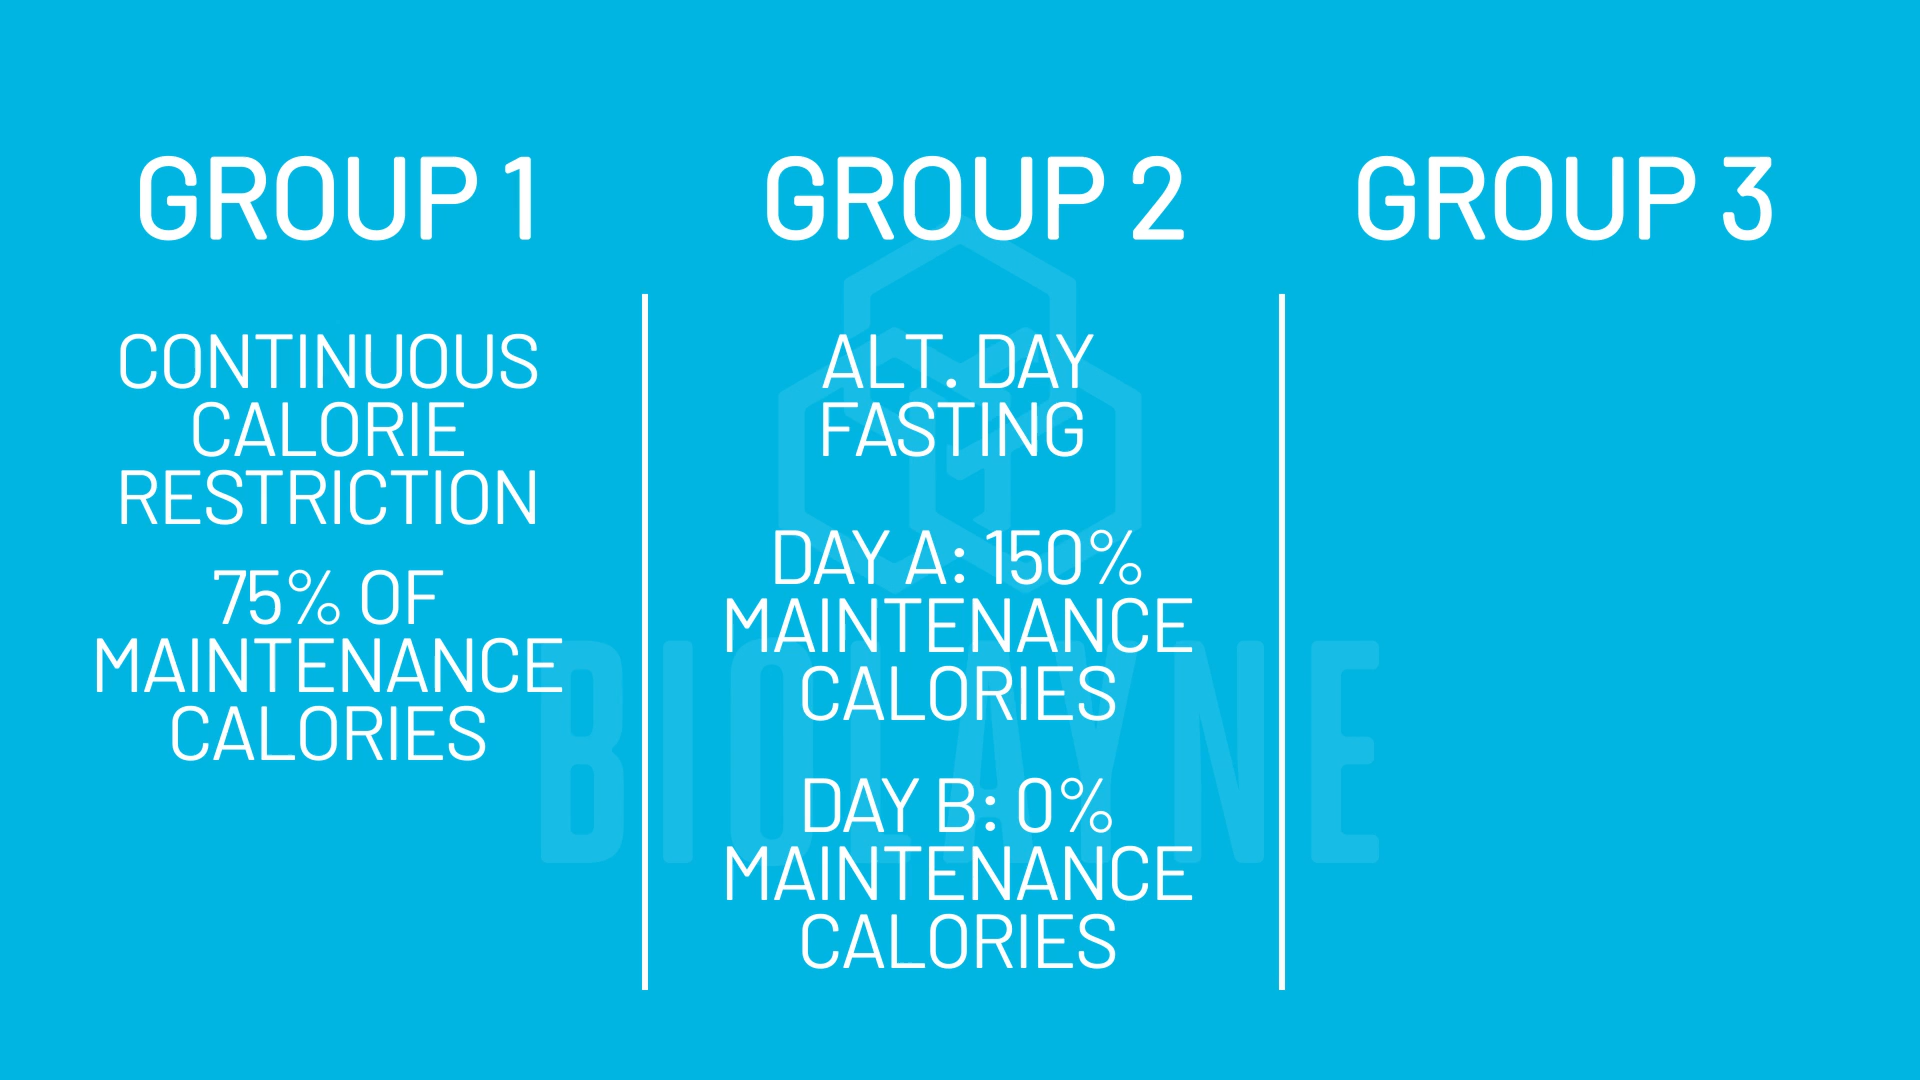 GROUP 1
CONTINUOUS
CALORIE
RESTRICTION
75% OF
MAINTENANCE
CALORIES
GROUP 2
ALT. DAY
FASTING
DAY A: 150%
MAINTENANCE
CALORIES
DAY B: 0%
MAINTENANCE
CALORIES
GROUP 3
BIOLAYNE